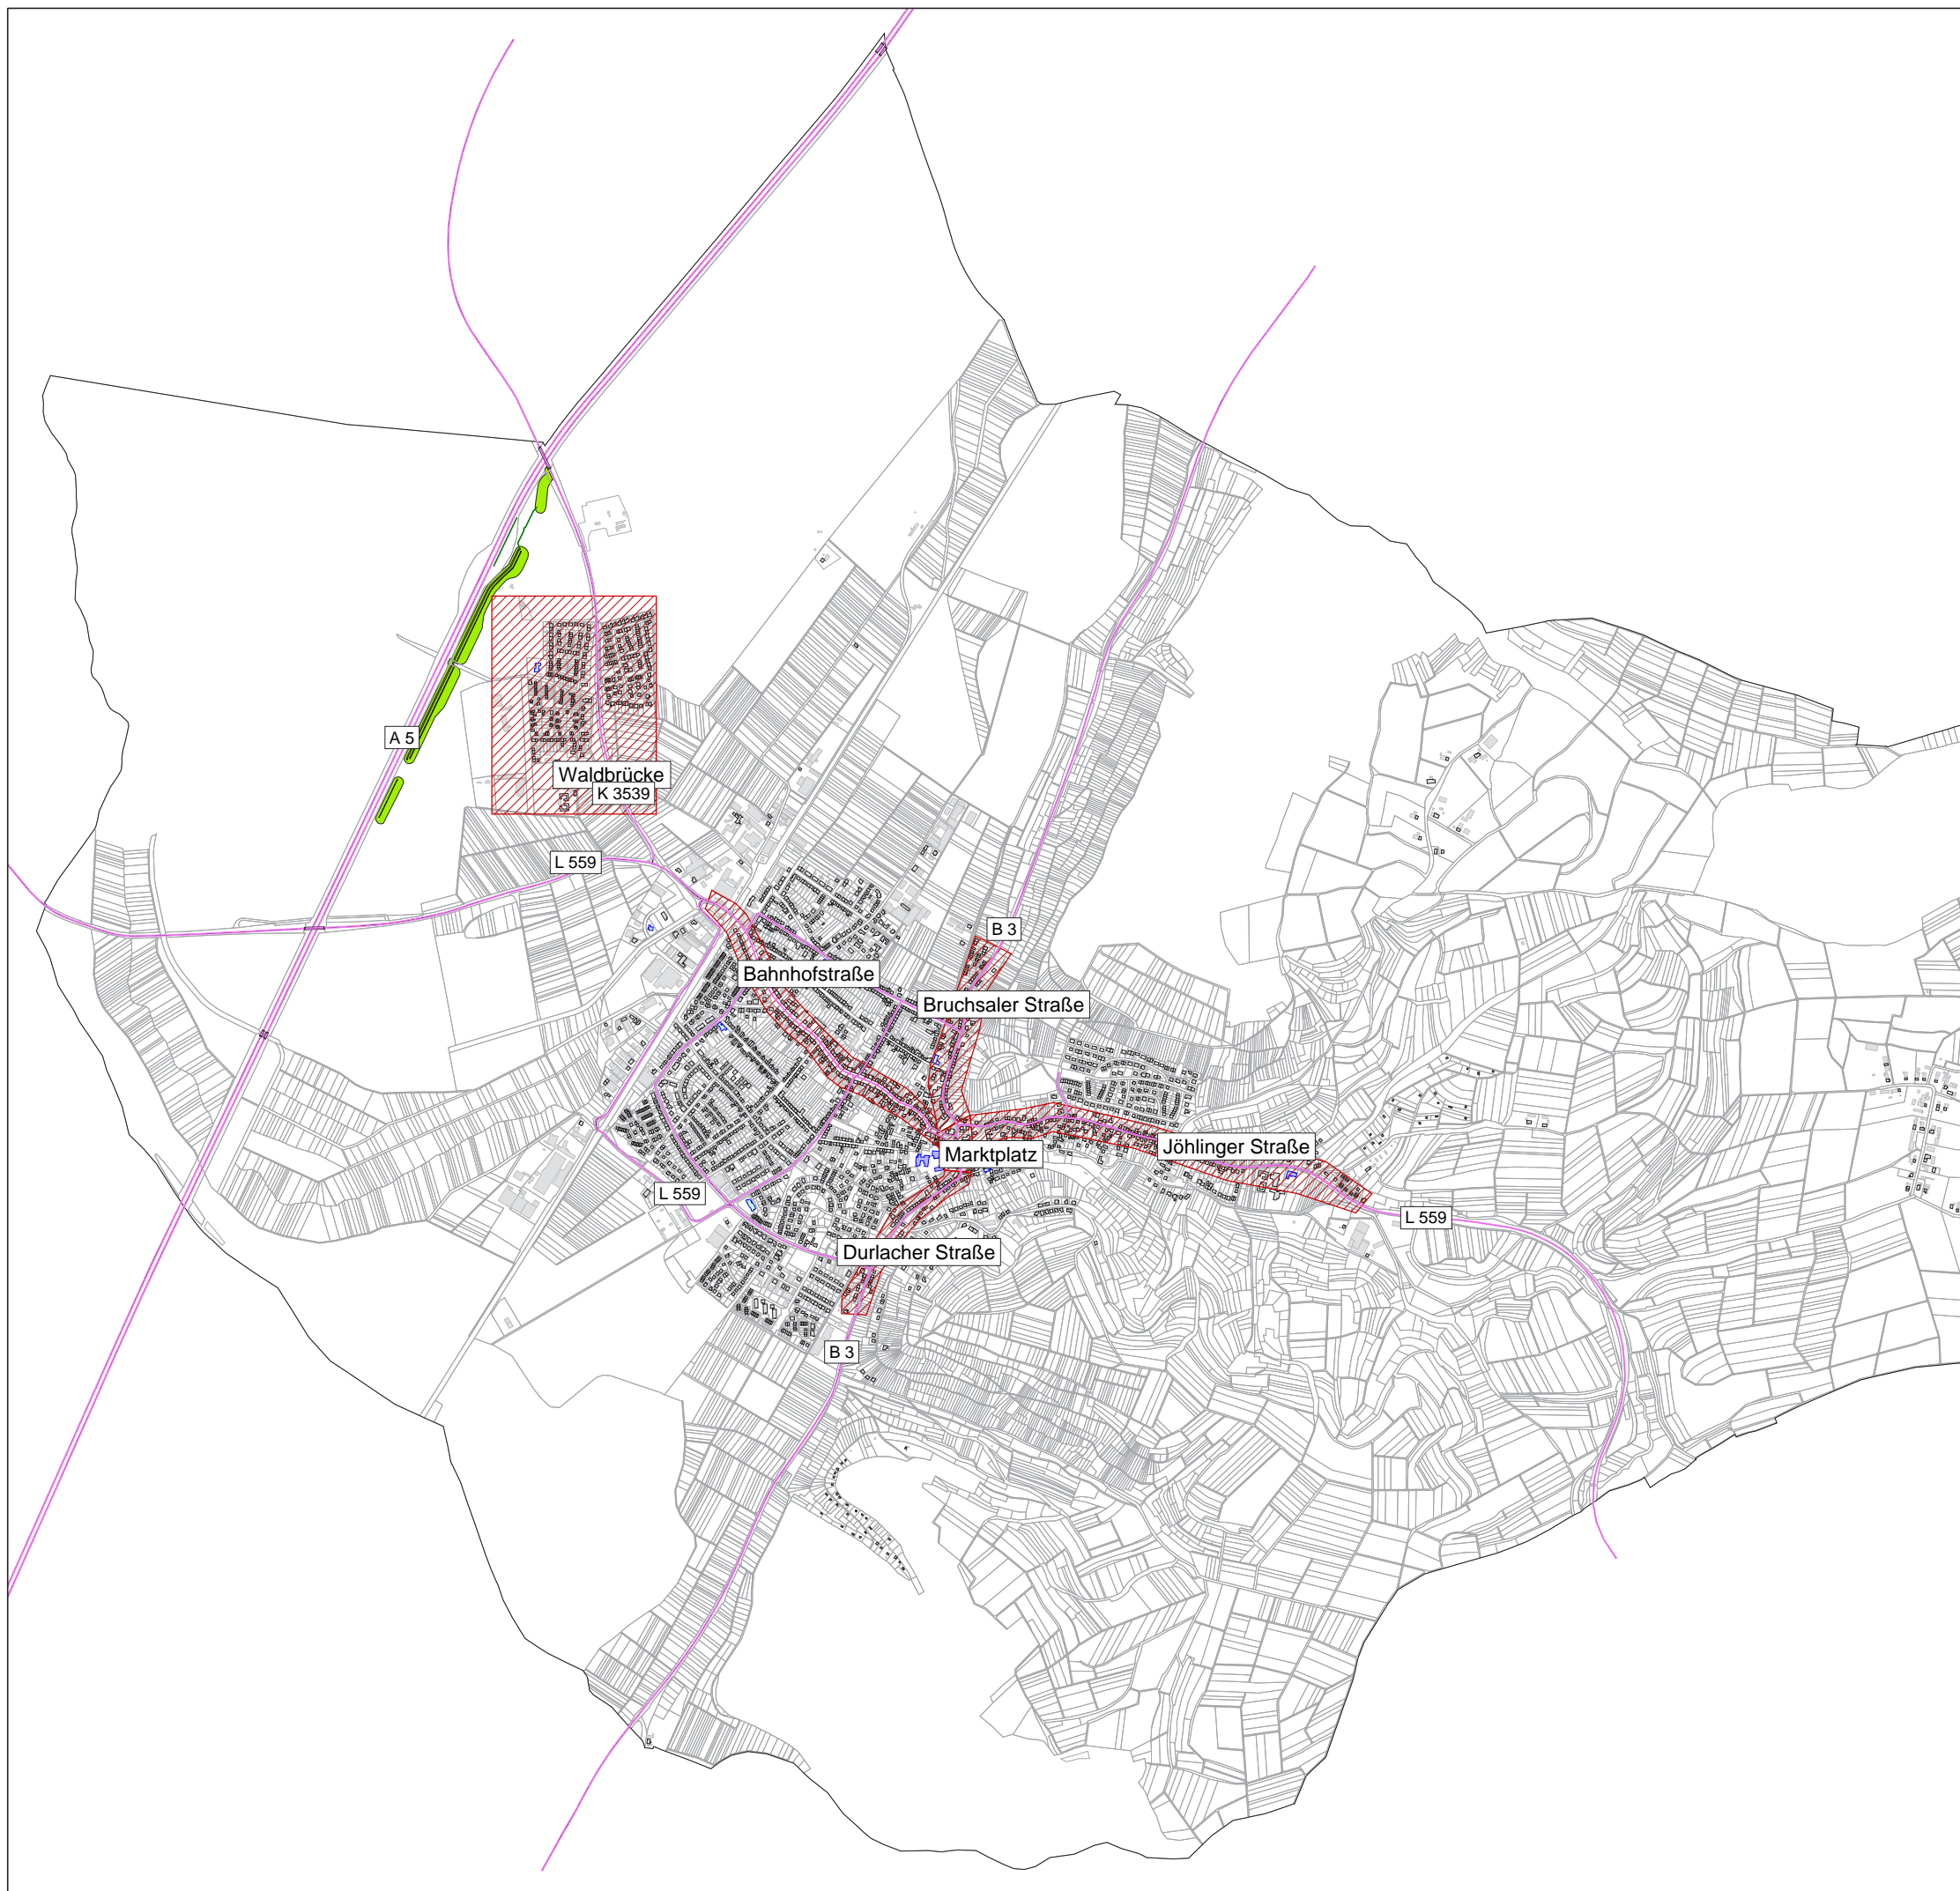 A 5
Waldbrücke
K 3539
L 559
B 3
Bahnhofstraße
Bruchsaler Straße
Marktplatz
Jöhlinger Straße
L 559
L 559
Durlacher Straße
B 3